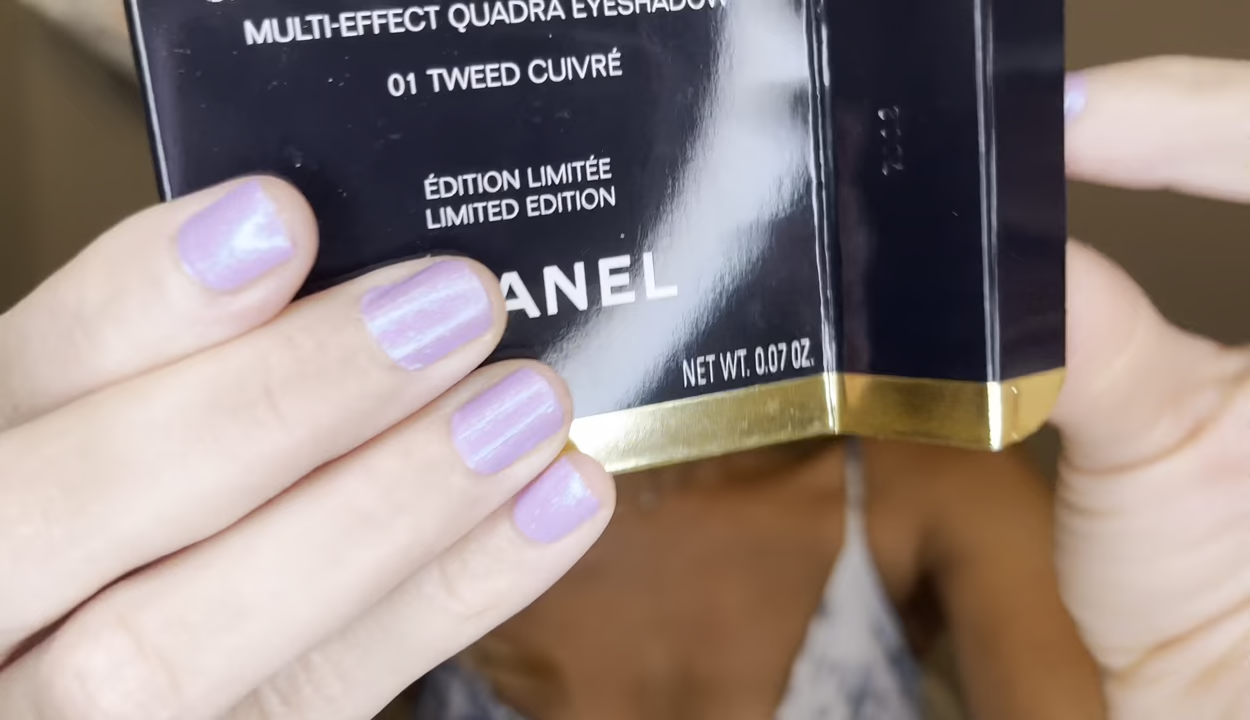 MULTI-EFFECT QUADRA EYESHADOW
01 TWEED CUIVRÉ
ÉDITION LIMITÉE
LIMITED EDITION
ANEL
NET WT. 0.07 OZ.